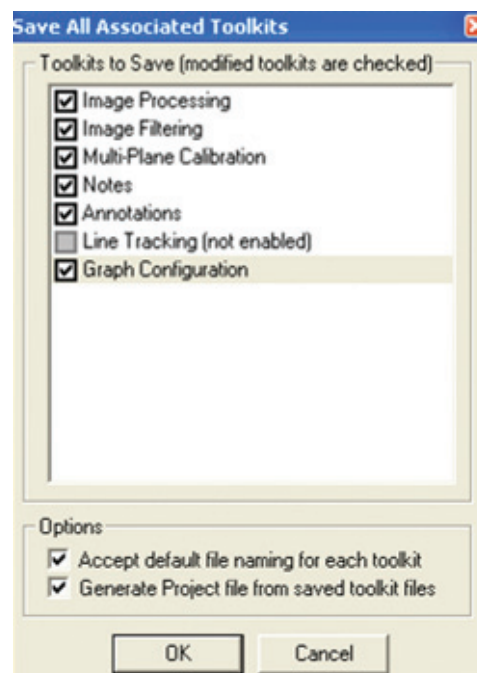 Save All Associated Toolkits
Toolkits to Save (modified toolkits are checked)
Image Processing
Image Filtering
Multi-Plane Calibration
Notes
Annotations
Line Tracking (not enabled)
Graph Configuration
Options
Accept default file naming for each toolkit
Generate Project file from saved toolkit files
OK Cancel